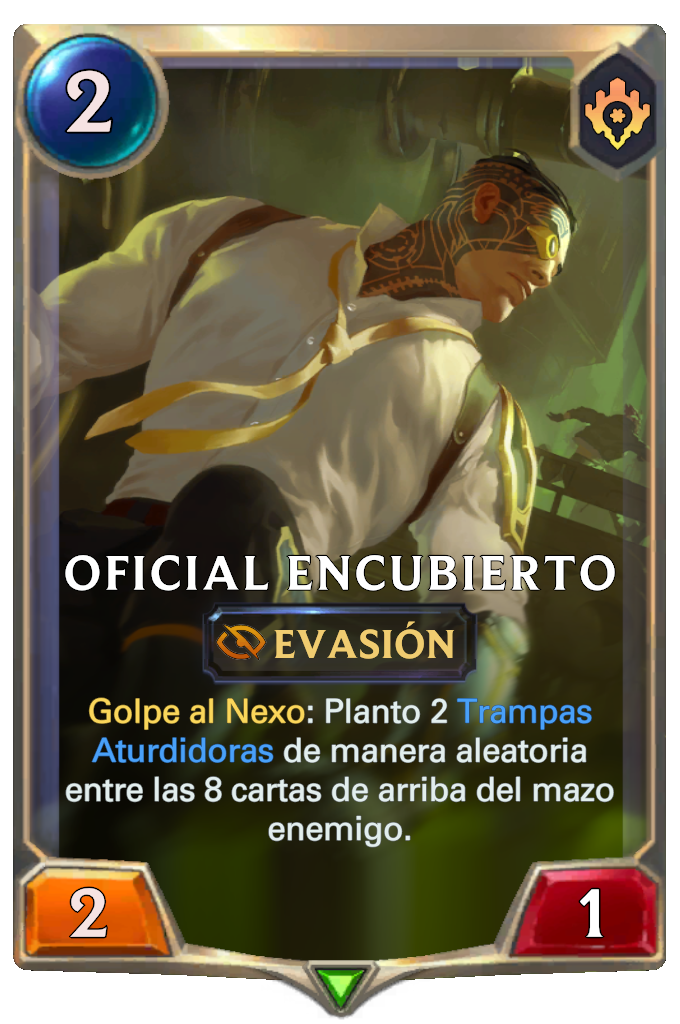 2
OFICIAL ENCUBIERTO
EVASIÓN
Golpe al Nexo: Planto 2 Trampas
Aturdidoras de manera aleatoria
entre las 8 cartas de arriba del mazo
enemigo.
2
1